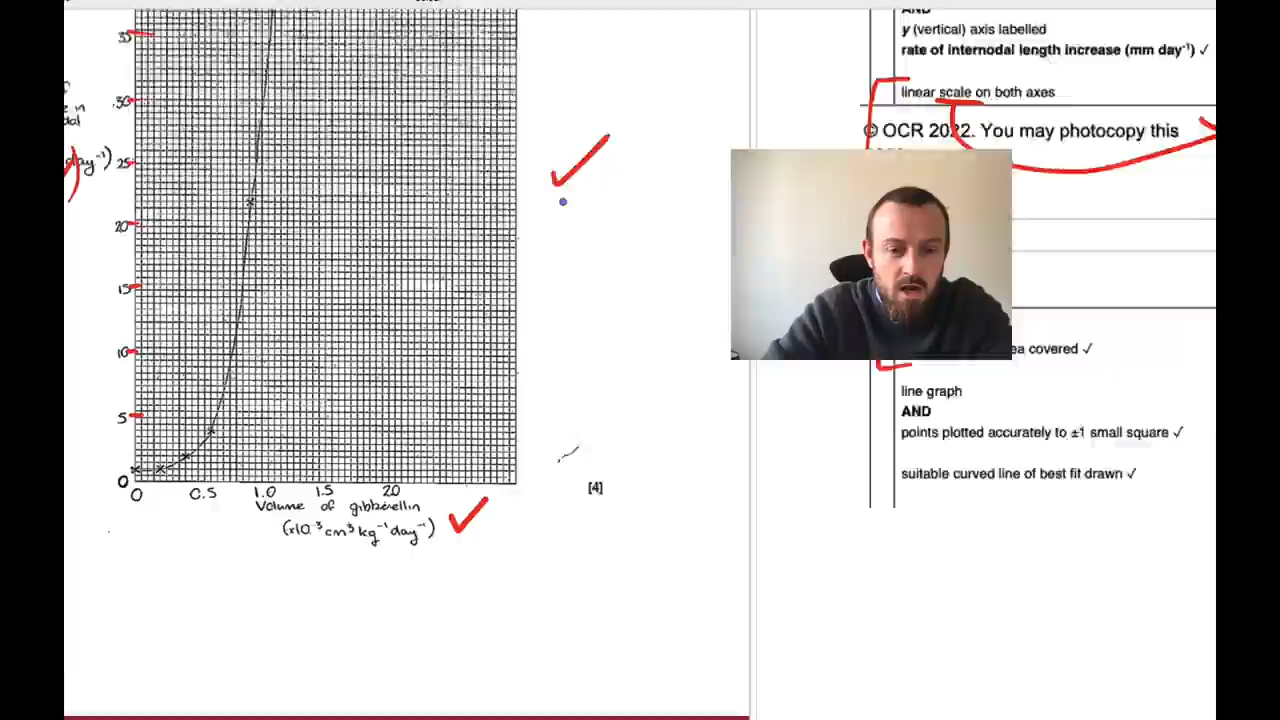 35
30
25
20
15
10
5
0
day⁻¹)
0 0.5 1.0 1.5 2.0
Volume of gibberellin
(x10⁻³ cm³ kg⁻¹ day⁻¹)
[4]
AND
y (vertical) axis labelled
rate of internodal length increase (mm day⁻¹) ✓
linear scale on both axes
© OCR 2022. You may photocopy this
covered ✓
line graph
AND
points plotted accurately to ±1 small square ✓
suitable curved line of best fit drawn ✓